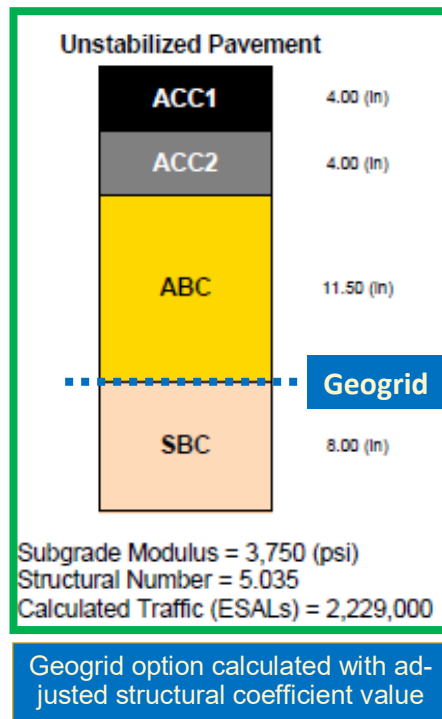 Unstabilized Pavement
ACC1 4.00 (in)
ACC2 4.00 (in)
ABC 11.50 (in)
Geogrid
SBC 8.00 (in)
Subgrade Modulus = 3,750 (psi)
Structural Number = 5.035
Calculated Traffic (ESALs) = 2,229,000
Geogrid option calculated with ad-
justed structural coefficient value